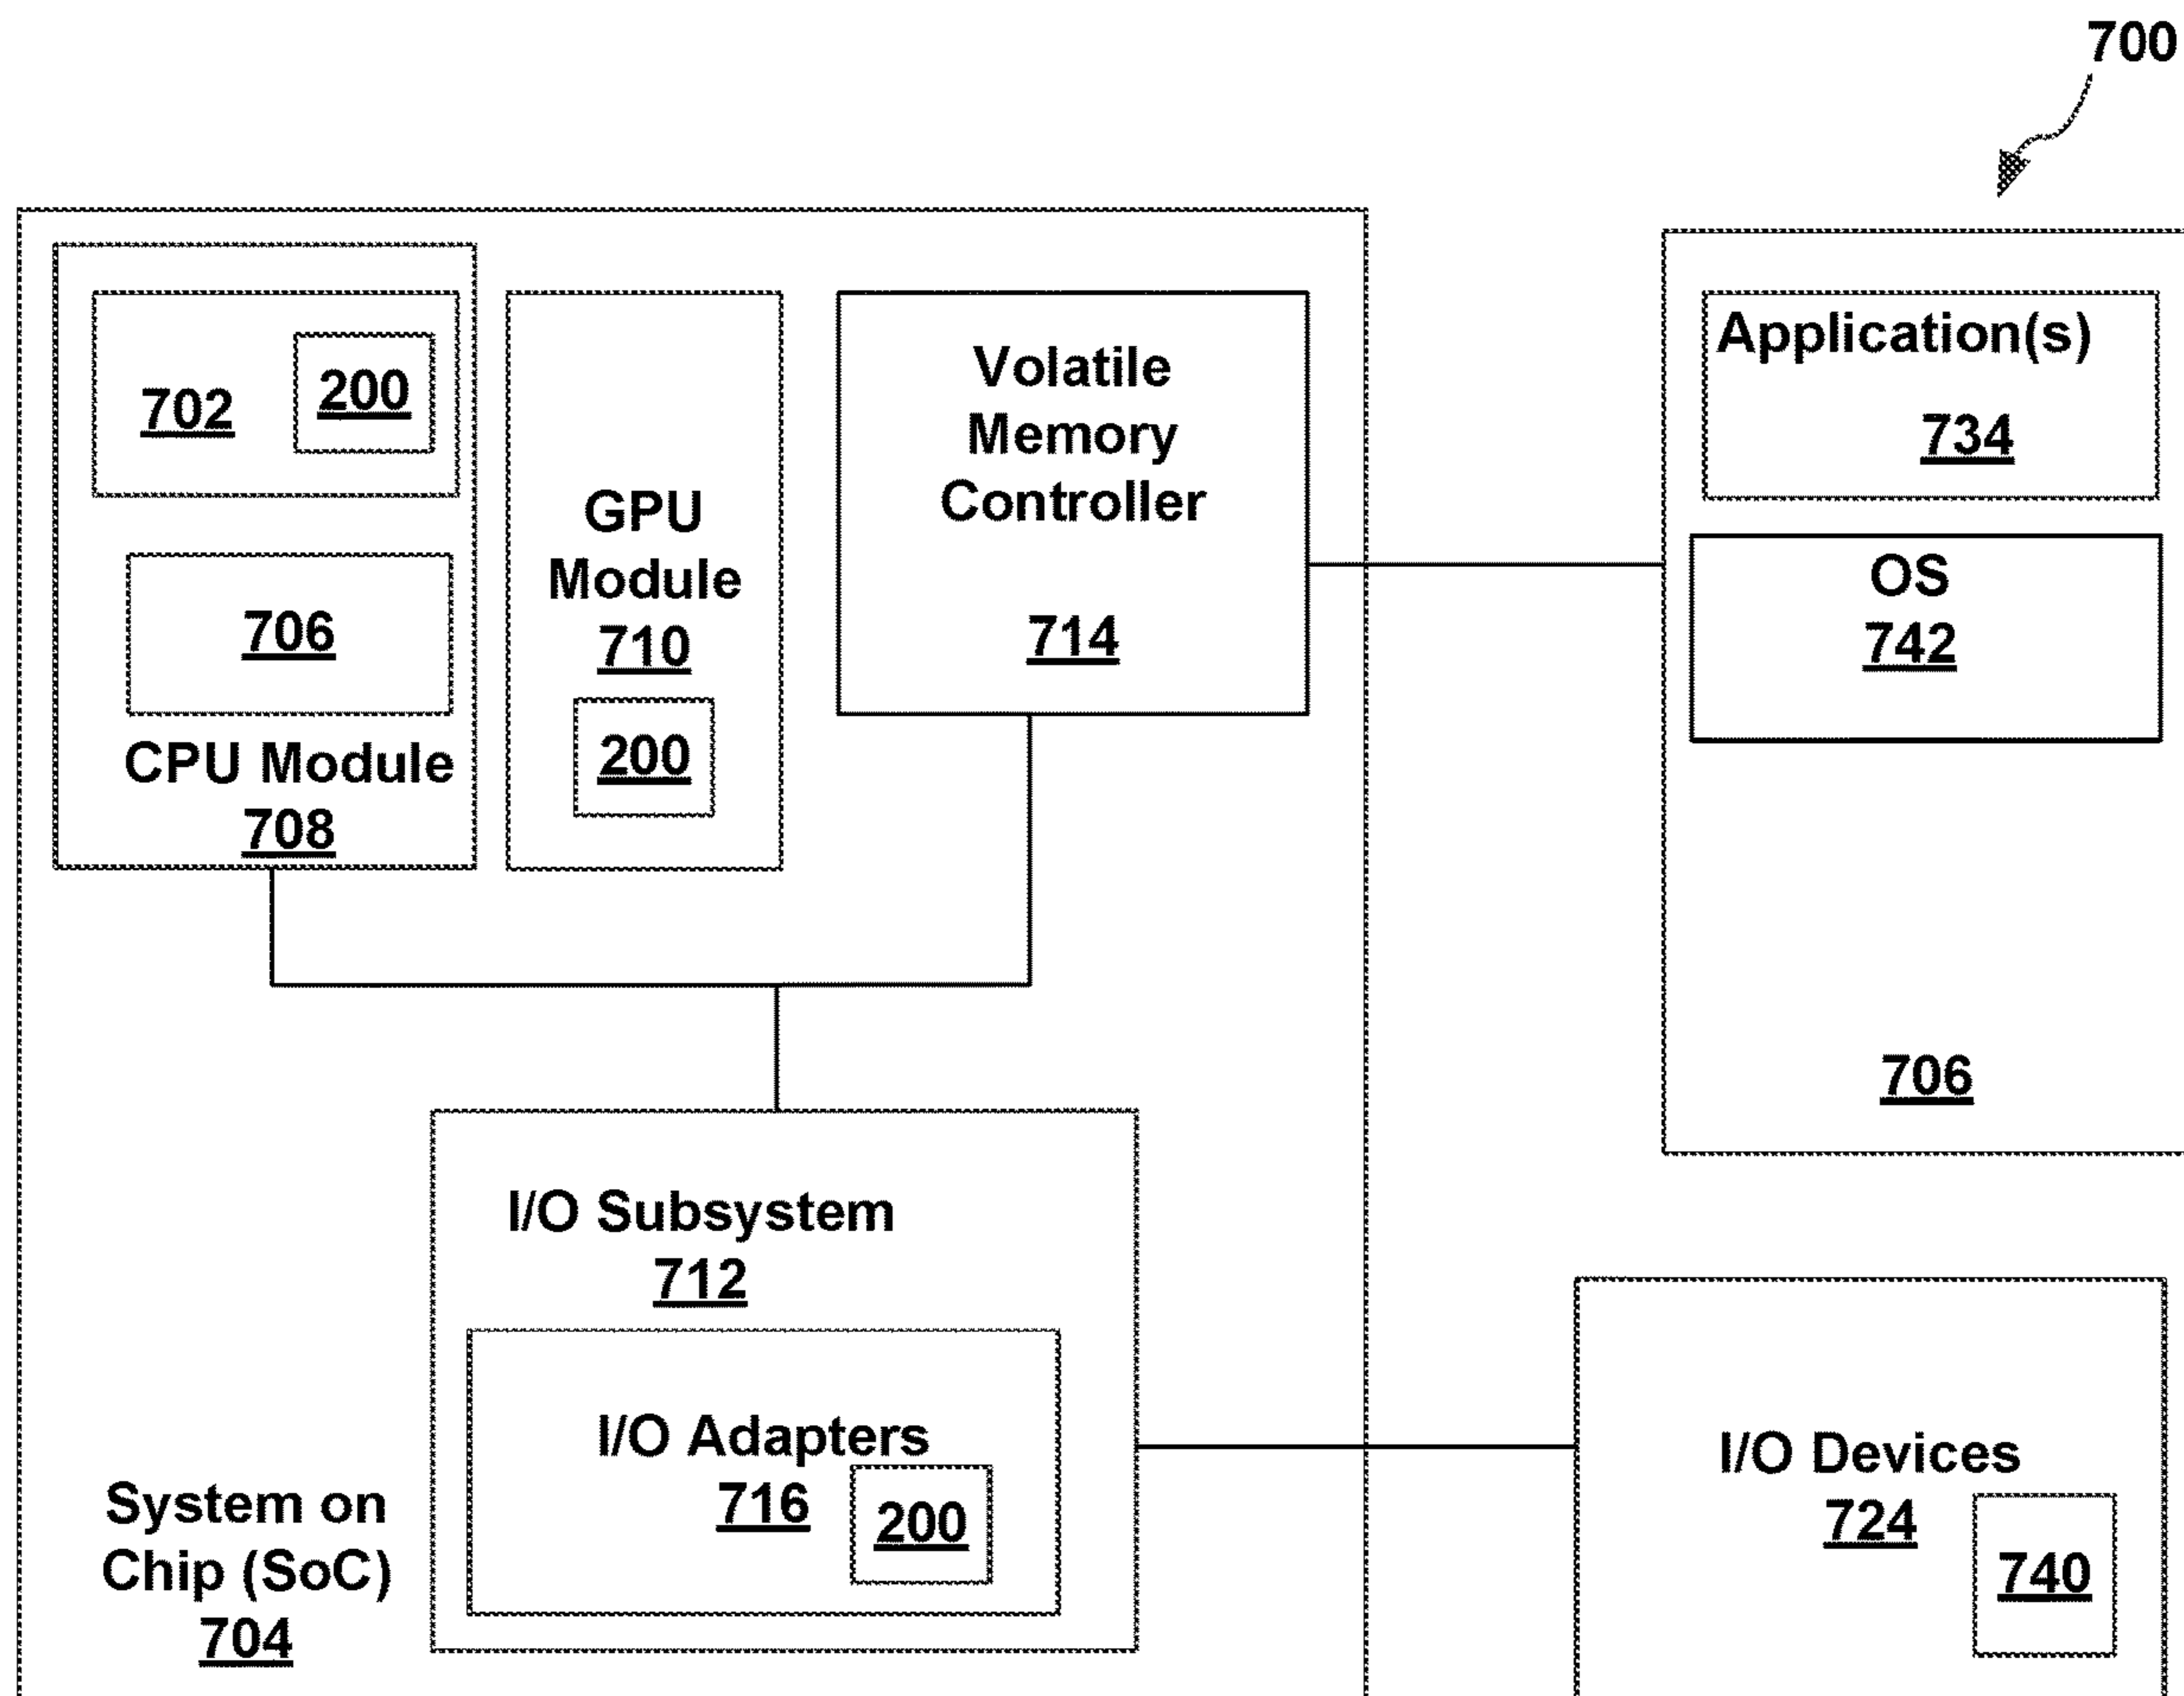 700
702
200
706
CPU Module
708
GPU
Module
710
200
Volatile
Memory
Controller
714
Application(s)
734
OS
742
706
I/O Subsystem
712
I/O Adapters
716
200
System on
Chip (SoC)
704
I/O Devices
724
740